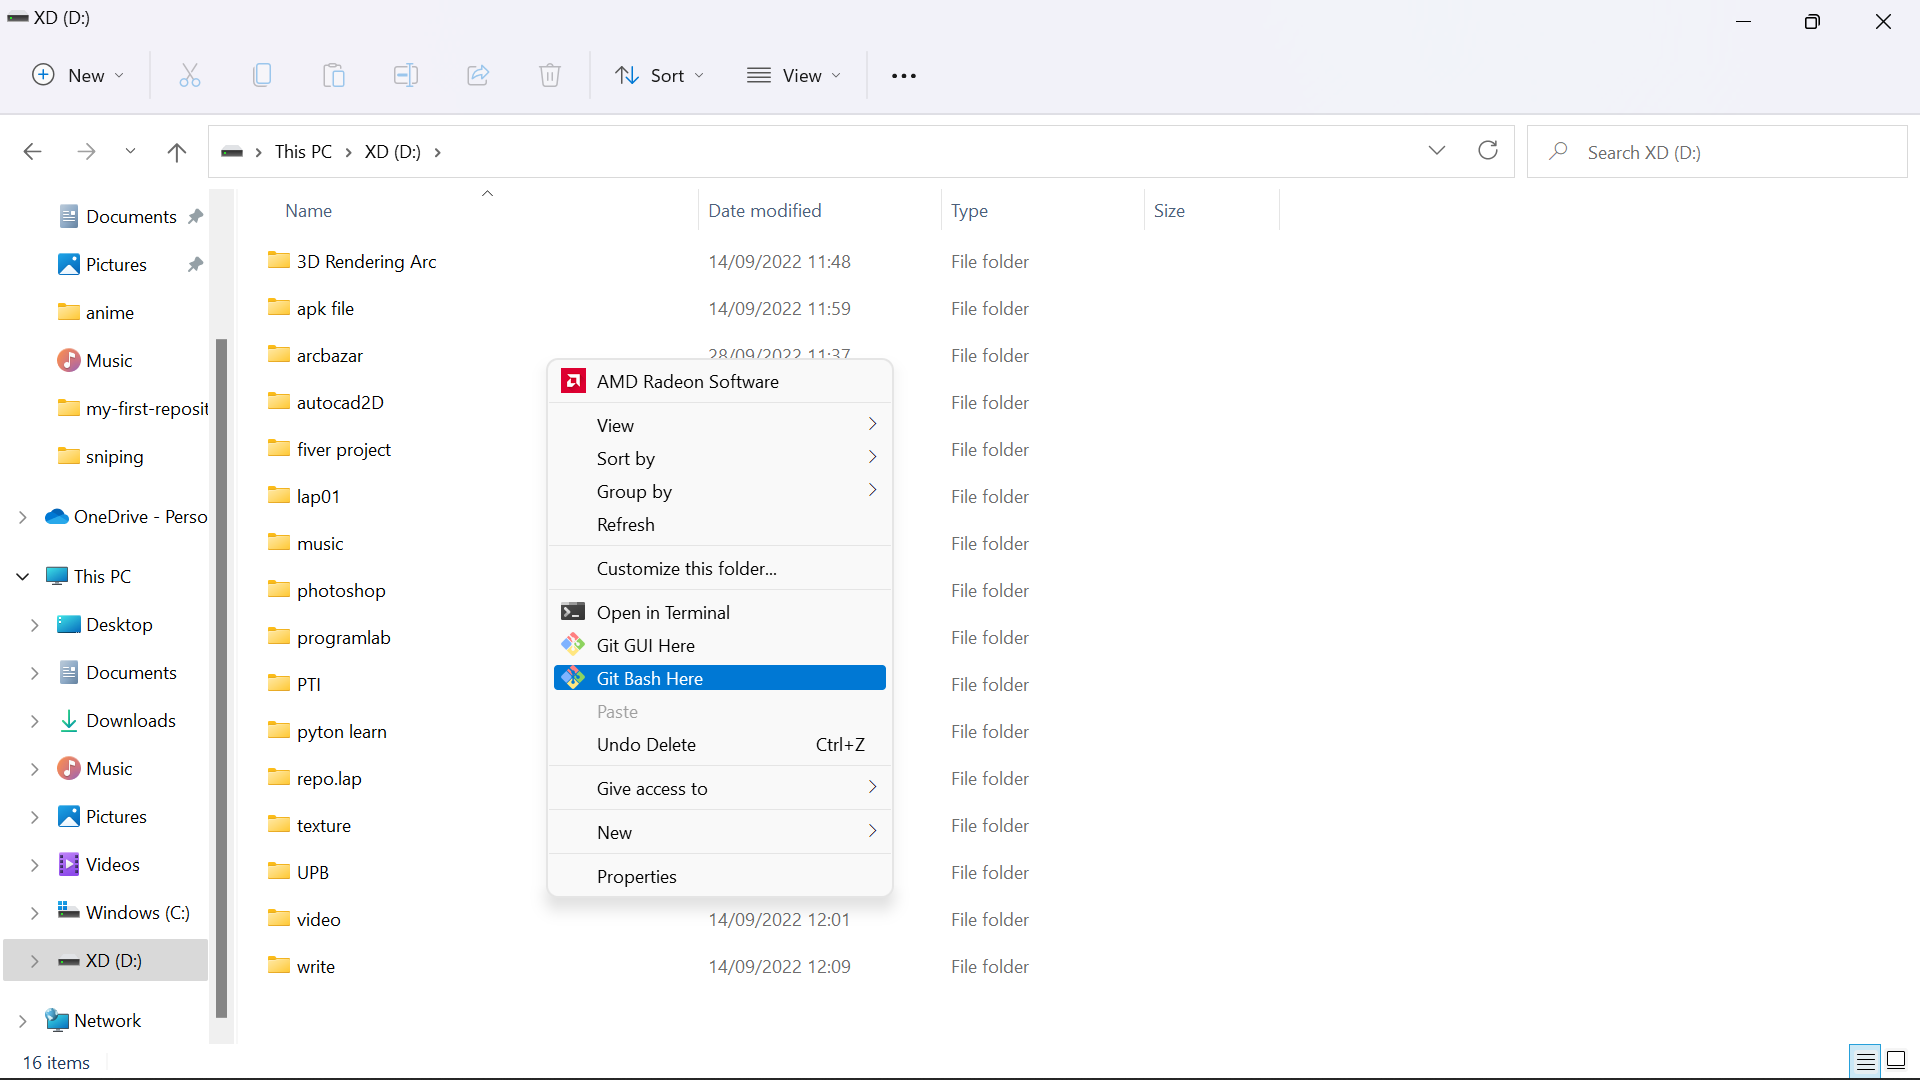 XD (D:)
New
Sort
View
This PC
XD (D:)
Search XD (D:)
Documents
Pictures
anime
Music
my-first-reposit
sniping
OneDrive - Perso
This PC
Desktop
Documents
Downloads
Music
Pictures
Videos
Windows (C:)
XD (D:)
Network
Name Date modified Type Size
3D Rendering Arc 14/09/2022 11:48 File folder
apk file 14/09/2022 11:59 File folder
arcbazar 28/09/2022 11:37 File folder
autocad2D File folder
fiver project File folder
lap01 File folder
music File folder
photoshop File folder
programlab File folder
PTI File folder
pyton learn File folder
repo.lap File folder
texture File folder
UPB File folder
video 14/09/2022 12:01 File folder
write 14/09/2022 12:09 File folder
AMD Radeon Software
View
Sort by
Group by
Refresh
Customize this folder...
Open in Terminal
Git GUI Here
Git Bash Here
Paste
Undo Delete Ctrl+Z
Give access to
New
Properties
16 items